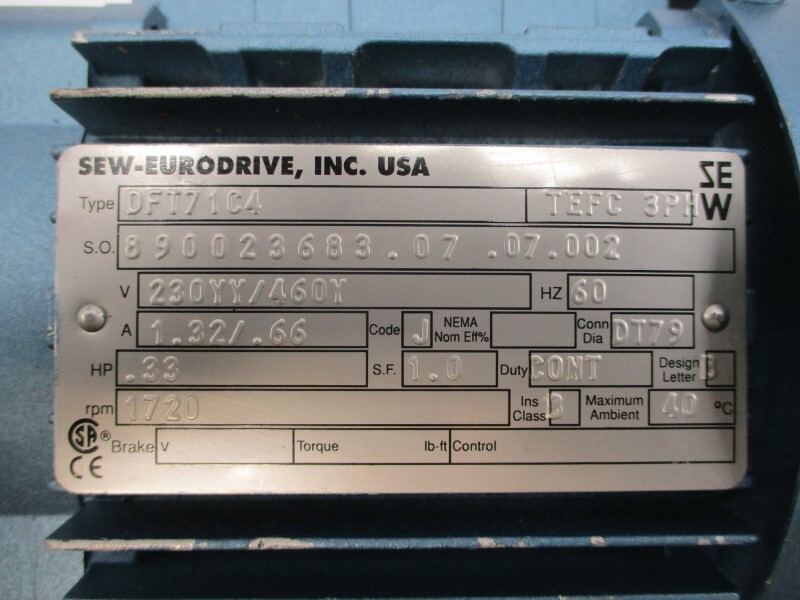 SEW-EURODRIVE, INC. USA
SEW
Type DFT71C4 TEFC 3PH
S.O. 890023683.07 .07.002
V 230YY/460Y HZ 60
A 1.32/.66 Code J NEMA Nom Eff% Conn Dia DT79
HP .33 S.F. 1.0 Duty CONT Design Letter B
rpm 1720 Ins Class B Maximum Ambient 40 °C
SA ® Brake V Torque lb-ft Control
CE